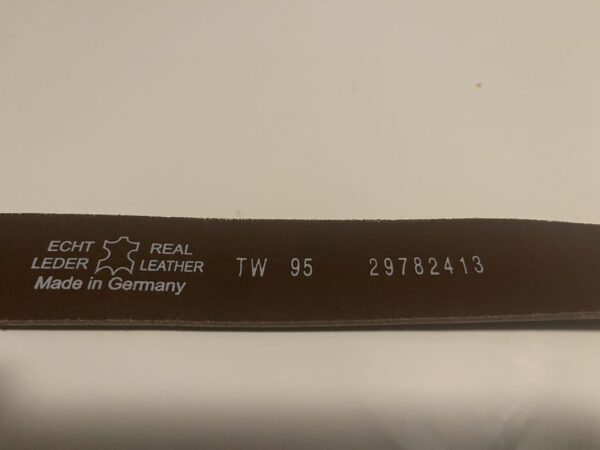 ECHT REAL
LEDER LEATHER TW 95 29782413
Made in Germany